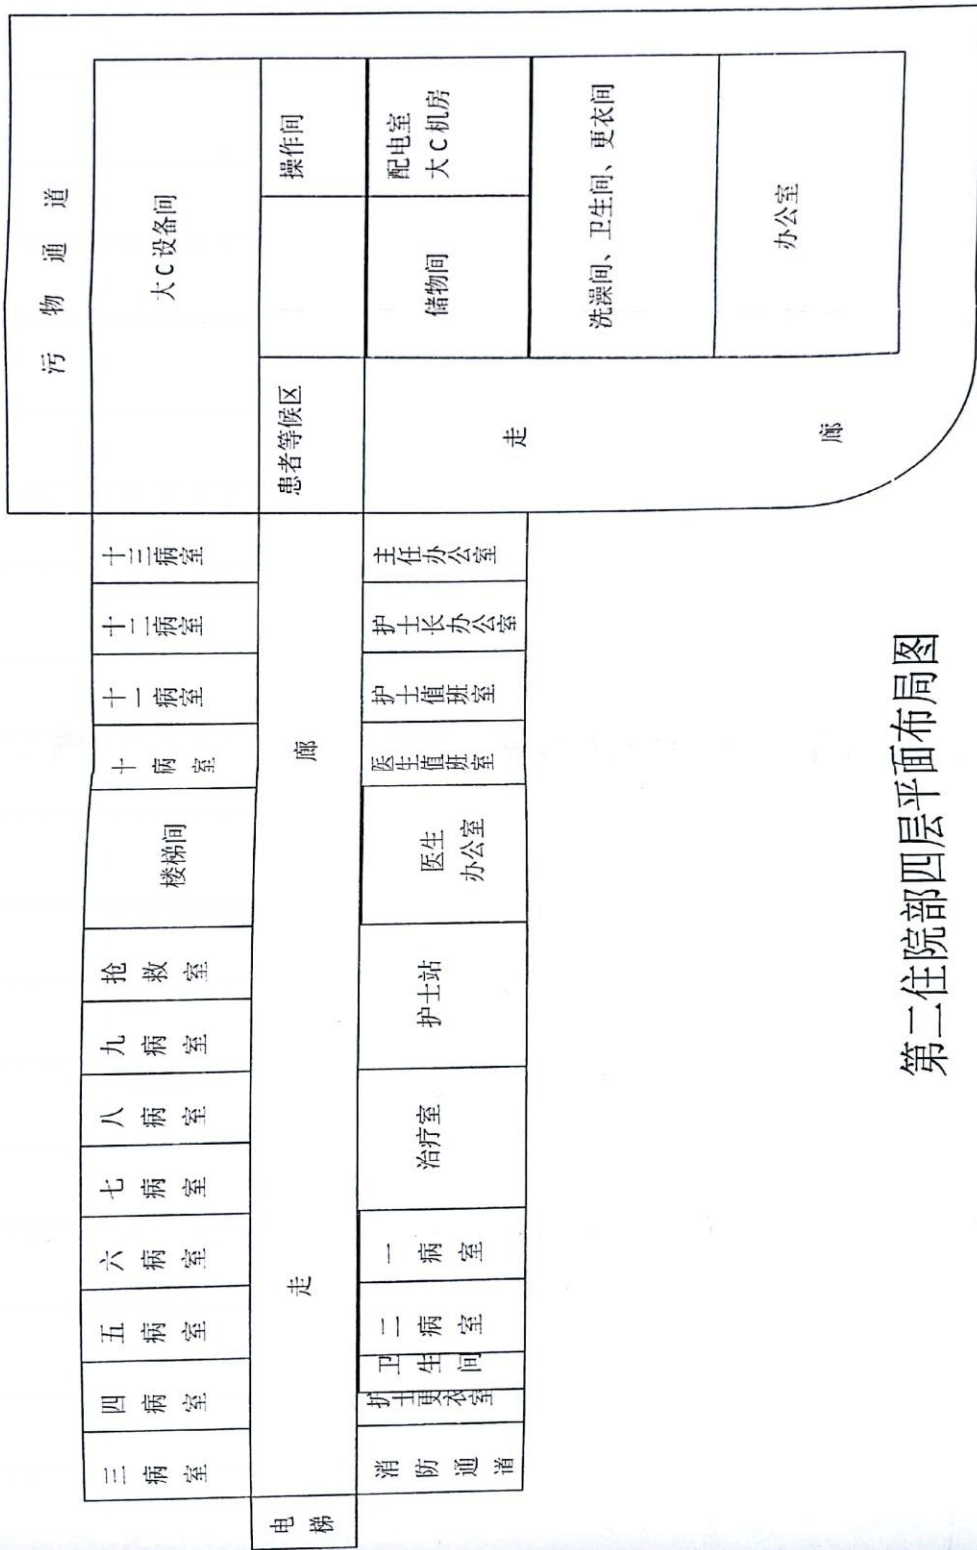 污物通道
大C设备间
操作间
配电室
大C机房
储物间
洗澡间、卫生间、更衣间
办公室
患者等候区
走廊
三病室
四病室
五病室
六病室
七病室
八病室
九病室
抢救室
楼梯间
十病室
十一病室
十二病室
十三病室
电梯
走廊
消防通道
护士更衣室
卫生间
二病室
一病室
治疗室
护士站
医生
办公室
医生值班室
护士值班室
护士长办公室
主任办公室
第二住院部四层平面布局图